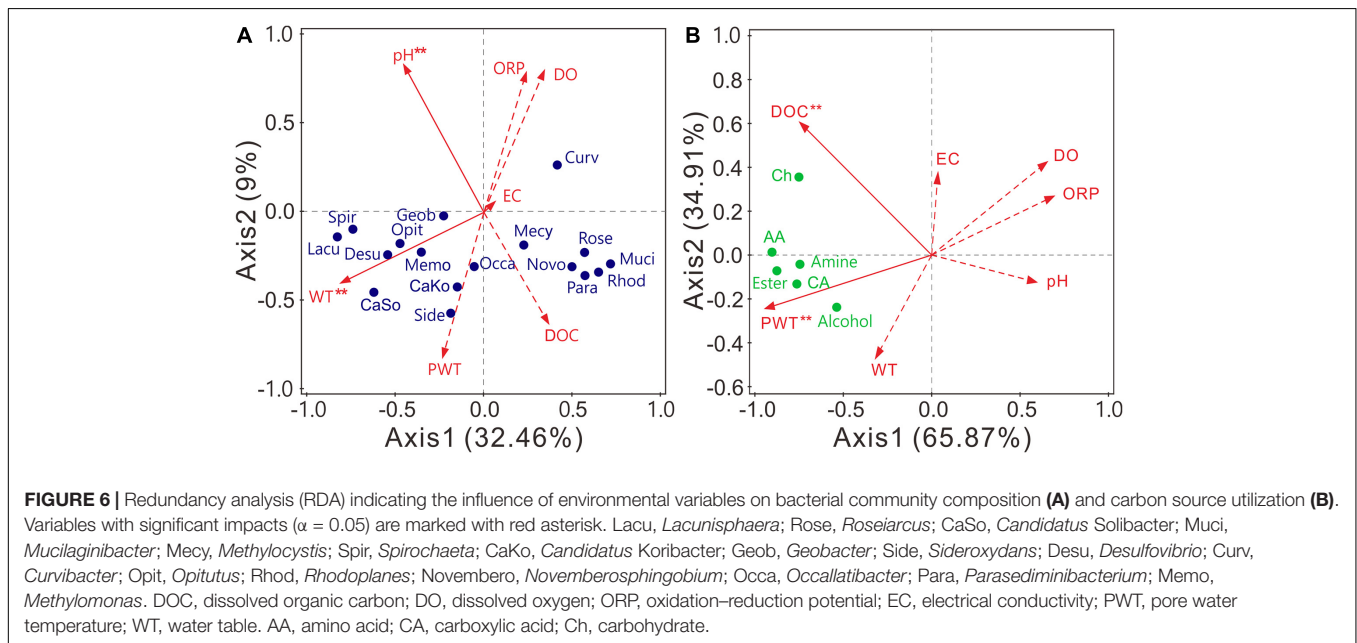 A
1.0
0.5
0.0
-0.5
-1.0
Axis2 (9%)
pH**
ORP
DO
Curv
EC
Spir
Geob
Lacu
Opit
Desu
Memo
Occa
Mecy
Rose
Novo
Muci
Para
Rhod
WT**
CaSo
CaKo
Side
DOC
PWT
-1.0 -0.5 0.0 0.5 1.0
Axis1 (32.46%)
B
1.0
0.8
0.6
0.4
0.2
0.0
-0.2
-0.4
-0.6
Axis2 (34.91%)
DOC**
EC
DO
Ch
ORP
AA
Amine
Ester
CA
pH
PWT**
Alcohol
WT
-1.0 -0.5 0.0 0.5 1.0
Axis1 (65.87%)
FIGURE 6 | Redundancy analysis (RDA) indicating the influence of environmental variables on bacterial community composition (A) and carbon source utilization (B).
Variables with significant impacts (α = 0.05) are marked with red asterisk. Lacu, Lacunisphaera; Rose, Roseiarcus; CaSo, Candidatus Solibacter; Muci,
Mucilaginibacter; Mecy, Methylocystis; Spir, Spirochaeta; CaKo, Candidatus Koribacter; Geob, Geobacter; Side, Sideroxydans; Desu, Desulfovibrio; Curv,
Curvibacter; Opit, Opitutus; Rhod, Rhodoplanes; Novembero, Novemberosphingobium; Occa, Occallatibacter; Para, Parasediminibacterium; Memo,
Methylomonas. DOC, dissolved organic carbon; DO, dissolved oxygen; ORP, oxidation–reduction potential; EC, electrical conductivity; PWT, pore water
temperature; WT, water table. AA, amino acid; CA, carboxylic acid; Ch, carbohydrate.